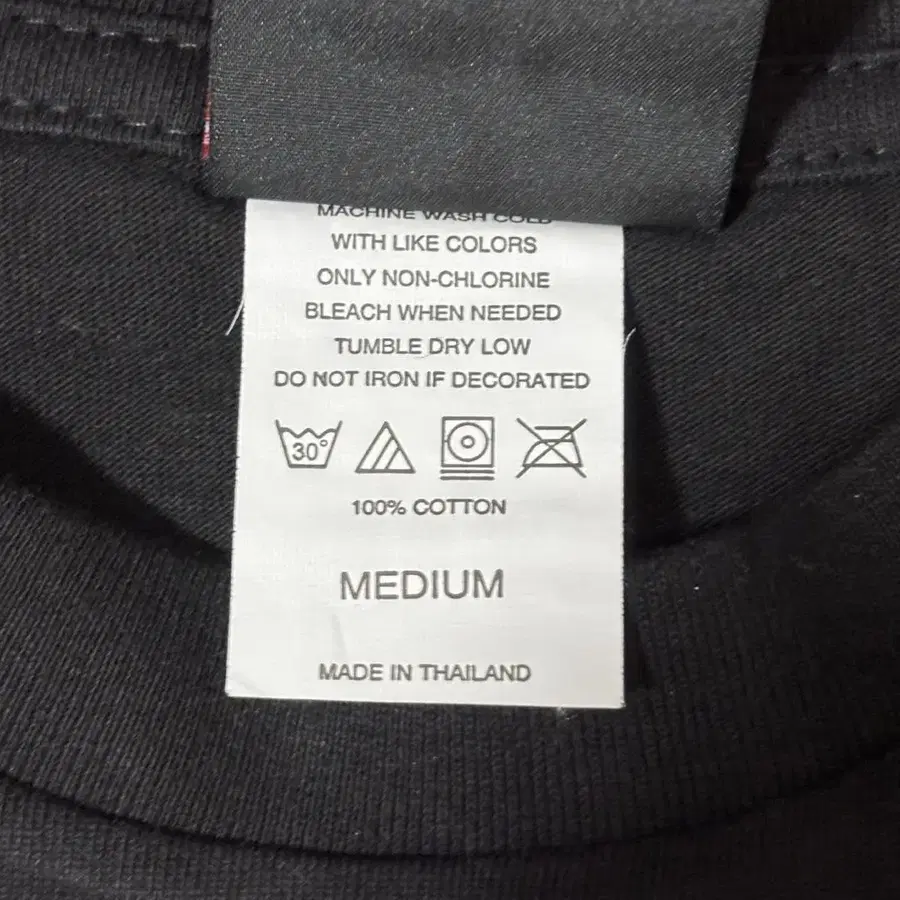 MACHINE WASH COLD
WITH LIKE COLORS
ONLY NON-CHLORINE
BLEACH WHEN NEEDED
TUMBLE DRY LOW
DO NOT IRON IF DECORATED
30°
100% COTTON
MEDIUM
MADE IN THAILAND